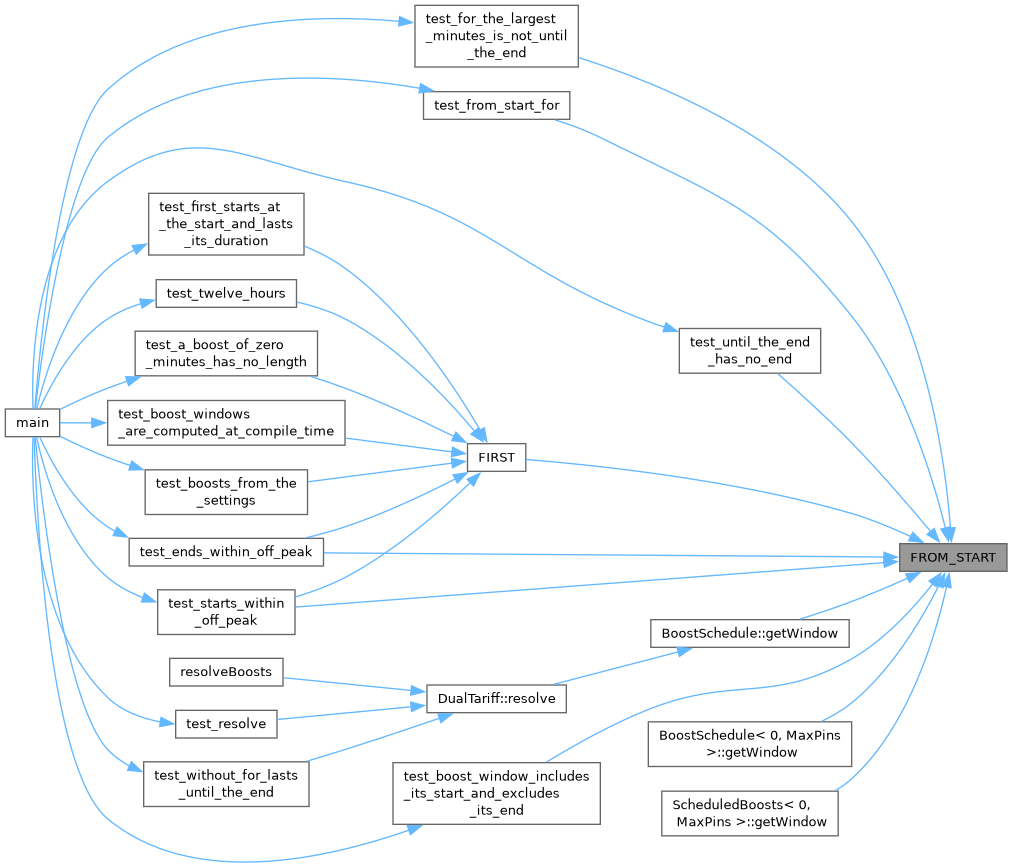 test_for_the_largest
_minutes_is_not_until
_the_end
test_from_start_for
test_first_starts_at
_the_start_and_lasts
_its_duration
test_twelve_hours
test_until_the_end
_has_no_end
test_a_boost_of_zero
_minutes_has_no_length
main
test_boost_windows
_are_computed_at_compile_time
FIRST
test_boosts_from_the
_settings
test_ends_within_off_peak
FROM_START
test_starts_within
_off_peak
BoostSchedule::getWindow
resolveBoosts
DualTariff::resolve
test_resolve
BoostSchedule< 0, MaxPins
>::getWindow
test_without_for_lasts
_until_the_end
test_boost_window_includes
_its_start_and_excludes
_its_end
ScheduledBoosts< 0,
MaxPins >::getWindow